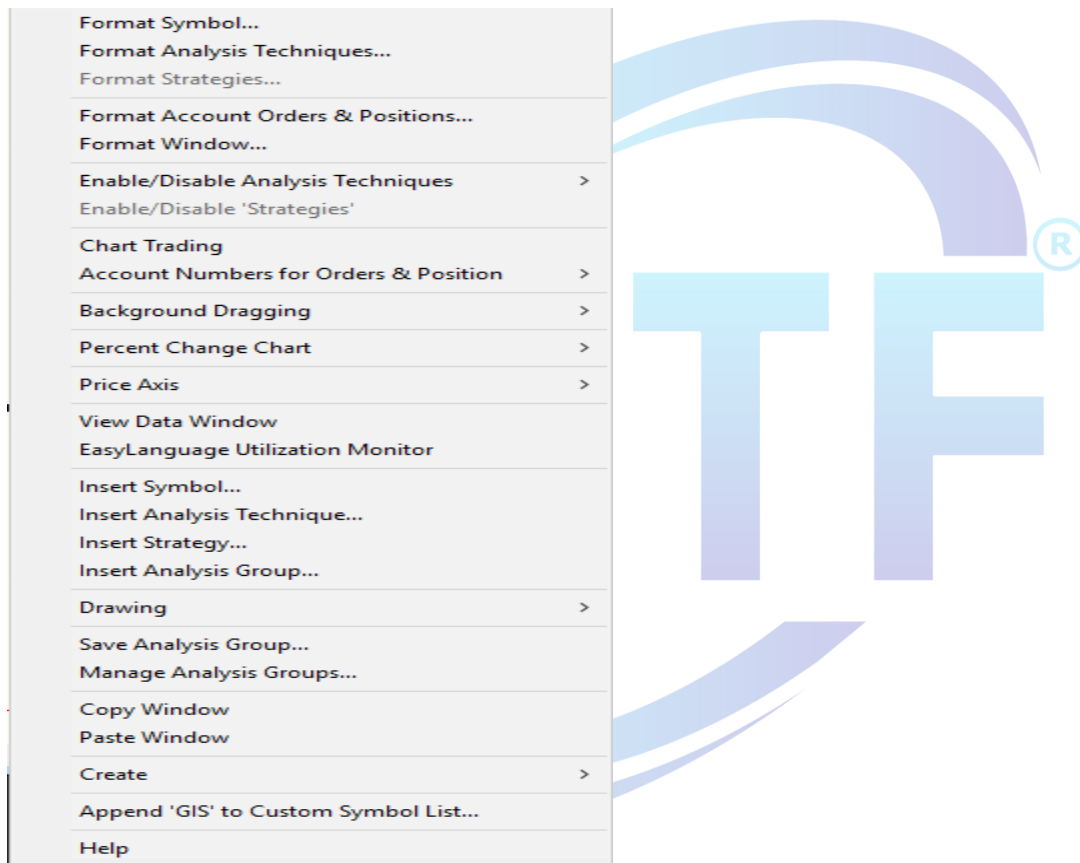 Format Symbol...
Format Analysis Techniques...
Format Strategies...
Format Account Orders & Positions...
Format Window...
Enable/Disable Analysis Techniques >
Enable/Disable 'Strategies'
Chart Trading
Account Numbers for Orders & Position >
Background Dragging >
Percent Change Chart >
Price Axis >
View Data Window
EasyLanguage Utilization Monitor
Insert Symbol...
Insert Analysis Technique...
Insert Strategy...
Insert Analysis Group...
Drawing >
Save Analysis Group...
Manage Analysis Groups...
Copy Window
Paste Window
Create >
Append 'GIS' to Custom Symbol List...
Help
TF®